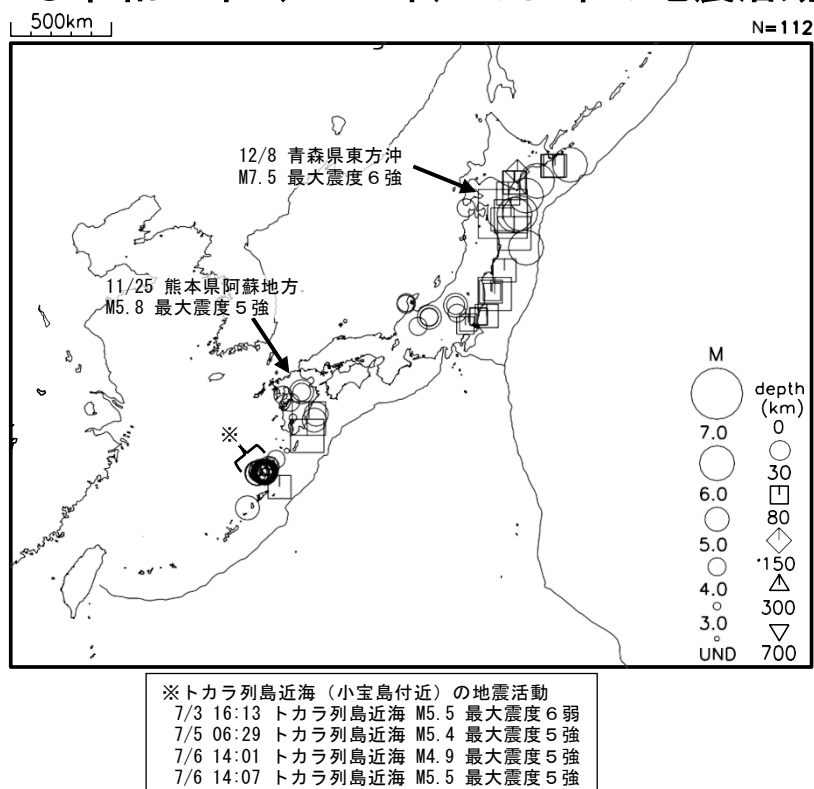 500km
N=112
12/8 青森県東方沖
M7.5 最大震度６強
11/25 熊本県阿蘇地方
M5.8 最大震度５強
※
M
7.0
6.0
5.0
4.0
3.0
UND
depth
(km)
0
30
80
150
300
700
※トカラ列島近海（小宝島付近）の地震活動
7/3 16:13 トカラ列島近海 M5.5 最大震度６弱
7/5 06:29 トカラ列島近海 M5.4 最大震度５強
7/6 14:01 トカラ列島近海 M4.9 最大震度５強
7/6 14:07 トカラ列島近海 M5.5 最大震度５強